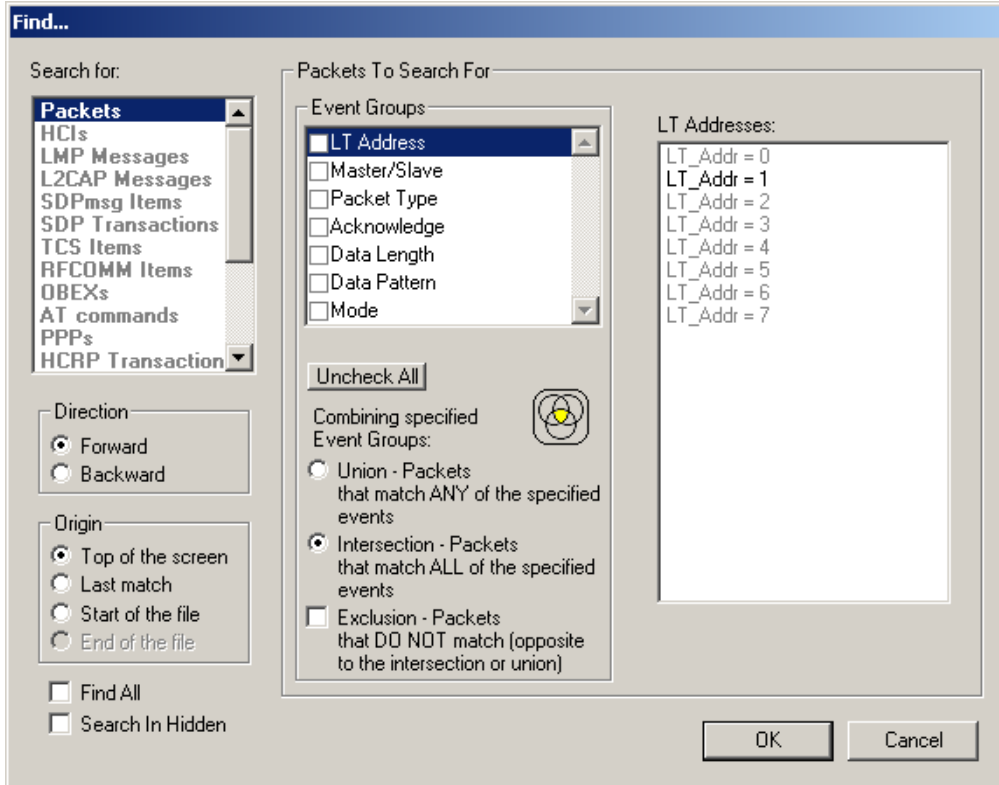 Find...
Search for:
Packets
HCIs
LMP Messages
L2CAP Messages
SDPmsg Items
SDP Transactions
TCS Items
RFCOMM Items
OBEXs
AT commands
PPPs
HCRP Transaction
Direction
Forward
Backward
Origin
Top of the screen
Last match
Start of the file
End of the file
Find All
Search In Hidden
Packets To Search For
Event Groups
LT Address
Master/Slave
Packet Type
Acknowledge
Data Length
Data Pattern
Mode
Uncheck All
Combining specified
Event Groups:
Union - Packets
that match ANY of the specified
events
Intersection - Packets
that match ALL of the specified
events
Exclusion - Packets
that DO NOT match (opposite
to the intersection or union)
LT Addresses:
LT_Addr = 0
LT_Addr = 1
LT_Addr = 2
LT_Addr = 3
LT_Addr = 4
LT_Addr = 5
LT_Addr = 6
LT_Addr = 7
OK
Cancel